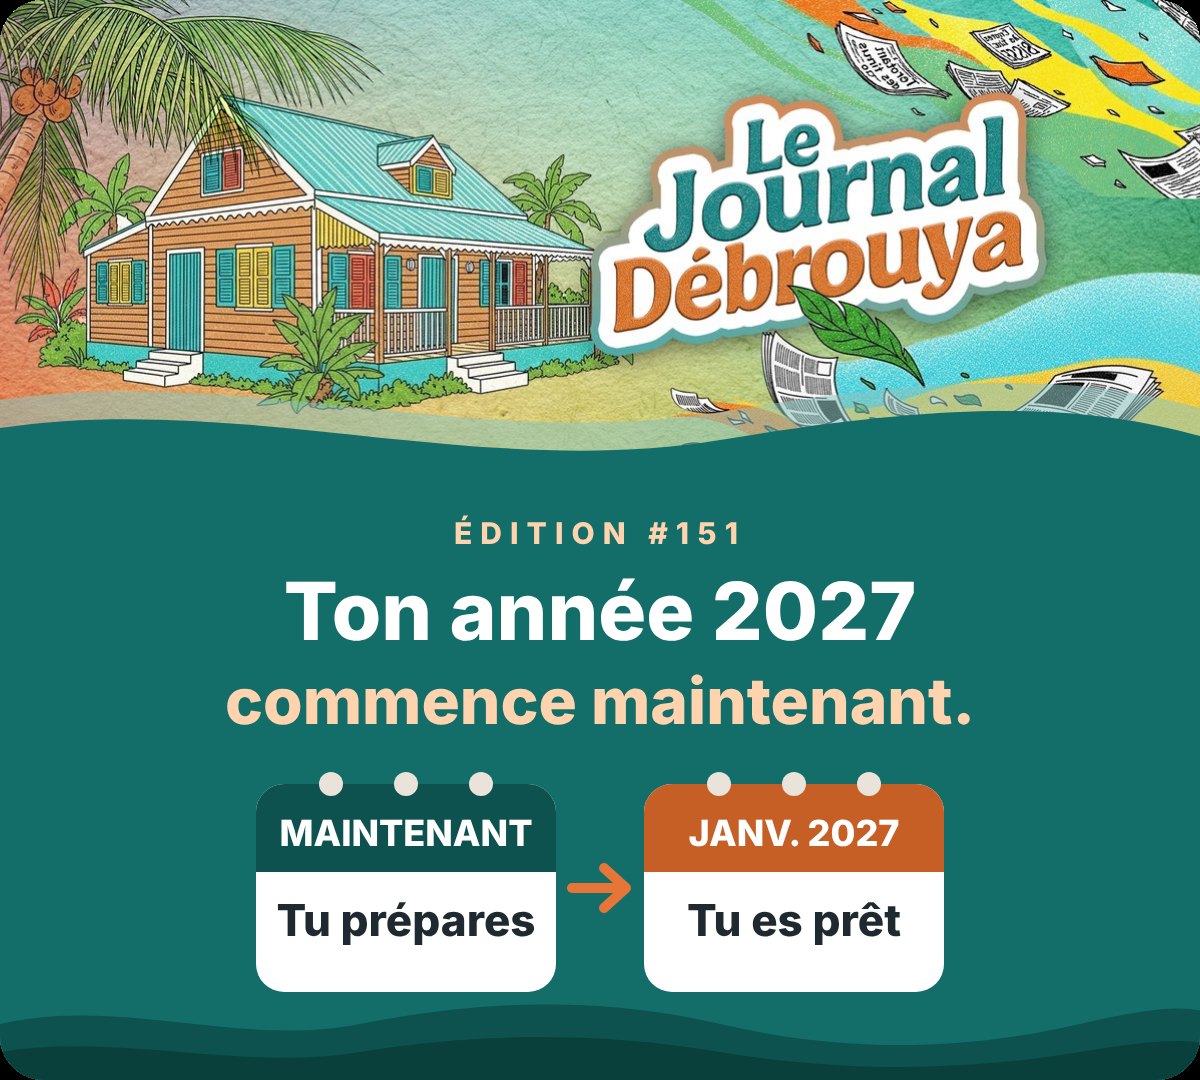 Le
Journal
Débrouya
ÉDITION #151
Ton année 2027
commence maintenant.
MAINTENANT
Tu prépares
JANV. 2027
Tu es prêt